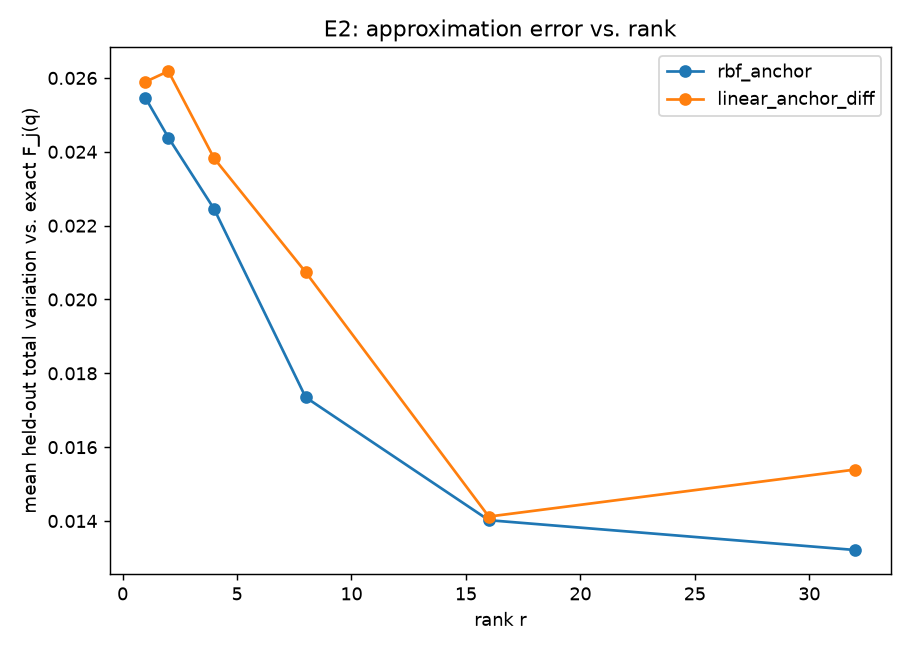 E2: approximation error vs. rank
rbf_anchor
linear_anchor_diff
mean held-out total variation vs. exact F_j(q)
0.026
0.024
0.022
0.020
0.018
0.016
0.014
0
5
10
15
20
25
30
rank r